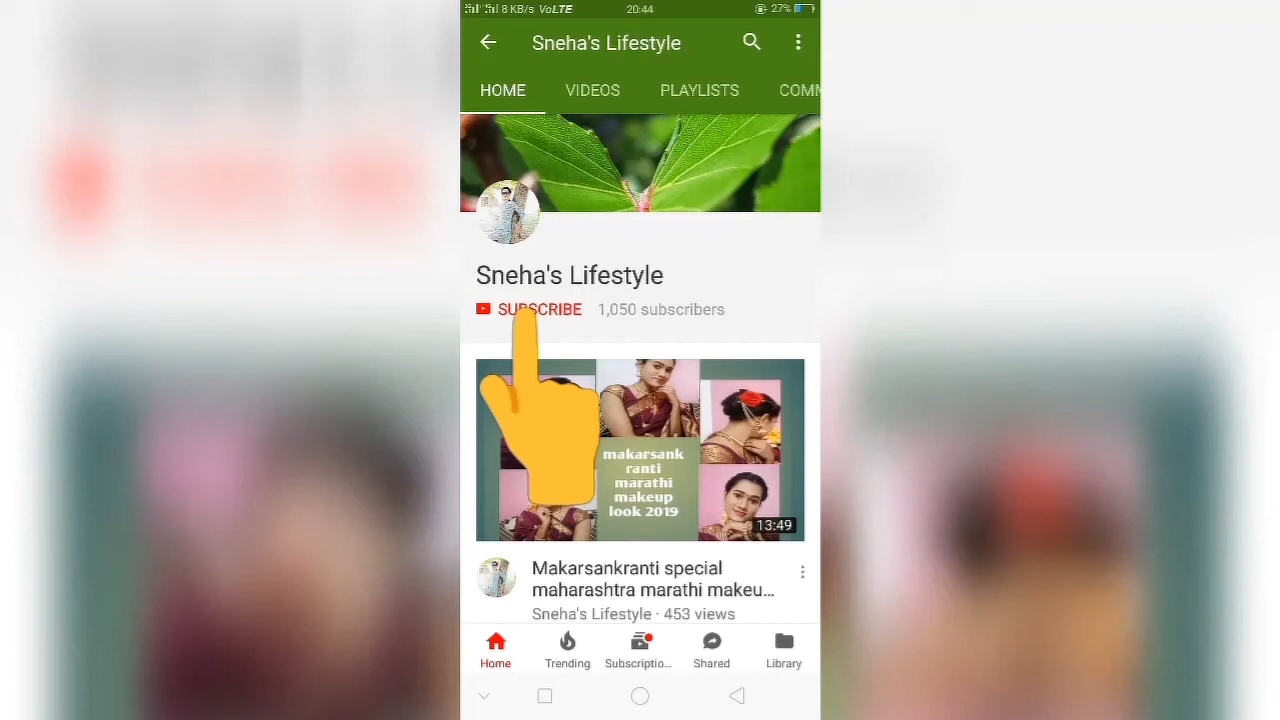 8 KB/s VoLTE 20:44 27%
Sneha's Lifestyle
HOME VIDEOS PLAYLISTS COMM
Sneha's Lifestyle
SUBSCRIBE 1,050 subscribers
makarsank
ranti
marathi
makeup
look 2019
13:49
Makarsankranti special
maharashtra marathi makeu...
Sneha's Lifestyle · 453 views
Home Trending Subscriptio... Shared Library